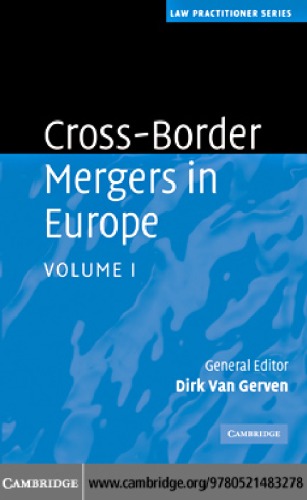 LAW PRACTITIONER SERIES
Cross-Border
Mergers in
Europe
VOLUME I
General Editor
Dirk Van Gerven
CAMBRIDGE
CAMBRIDGE
www.cambridge.org/9780521483278